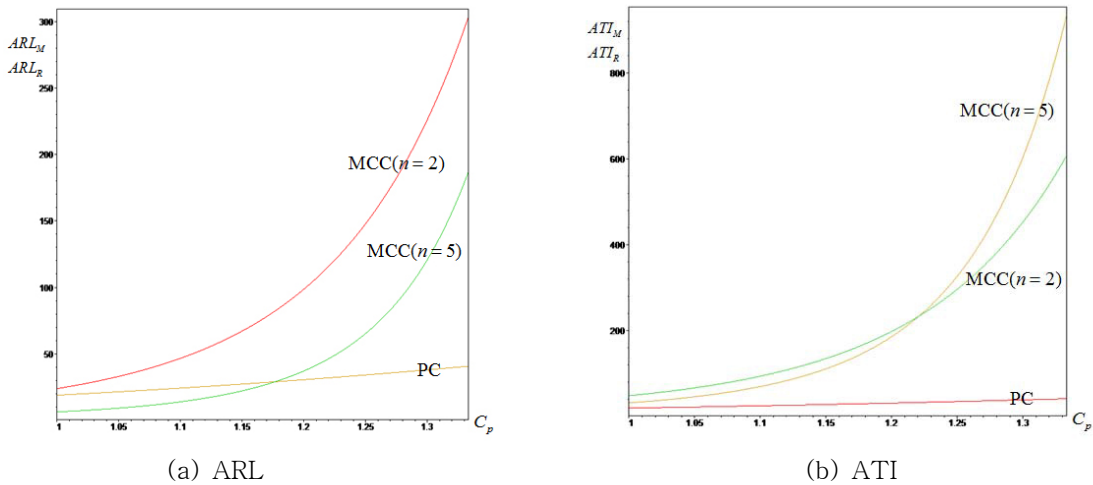 300
ARL_M
ARL_R
250
200
MCC(n = 2)
150
MCC(n = 5)
100
50
PC
1 1.05 1.1 1.15 1.2 1.25 1.3 C_p
(a) ARL
ATI_M
ATI_R
800
MCC(n = 5)
600
400
MCC(n = 2)
200
PC
1 1.05 1.1 1.15 1.2 1.25 1.3 C_p
(b) ATI